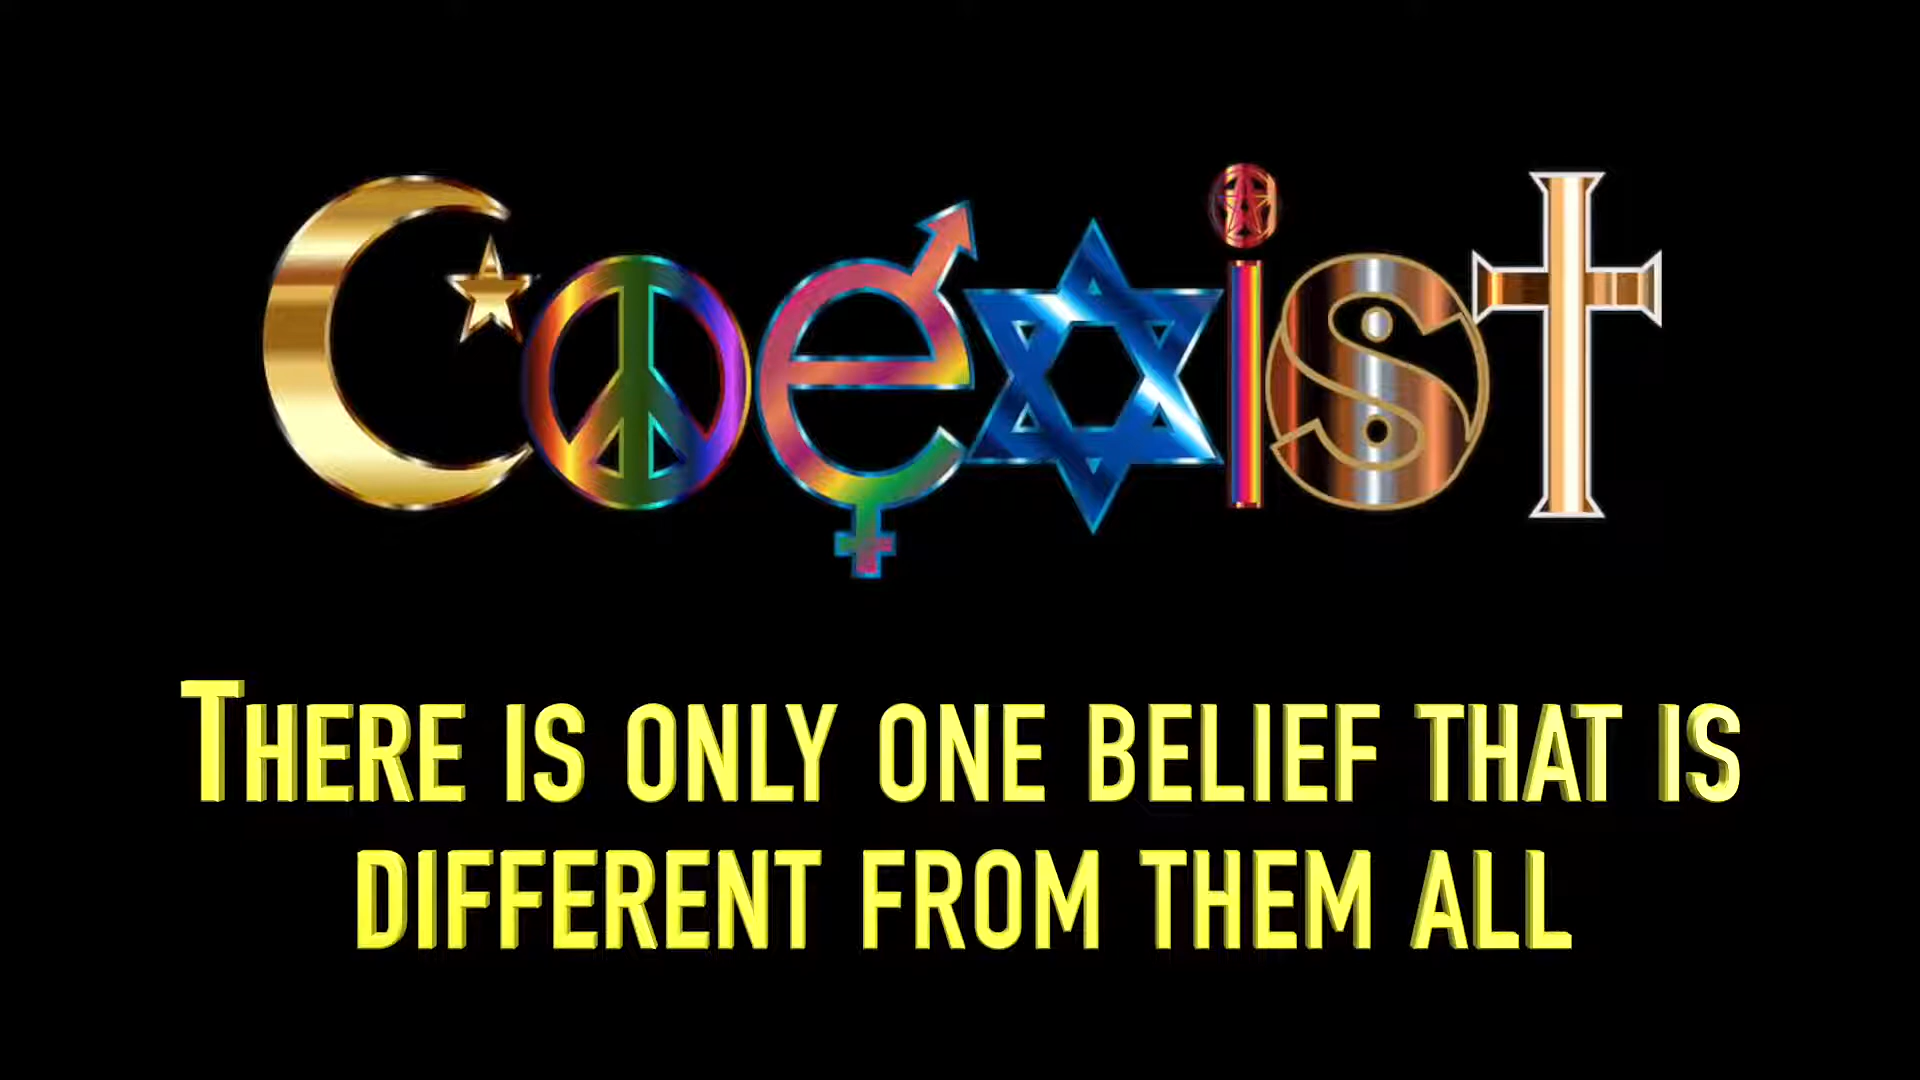 Coexist
There is only one belief that is
different from them all